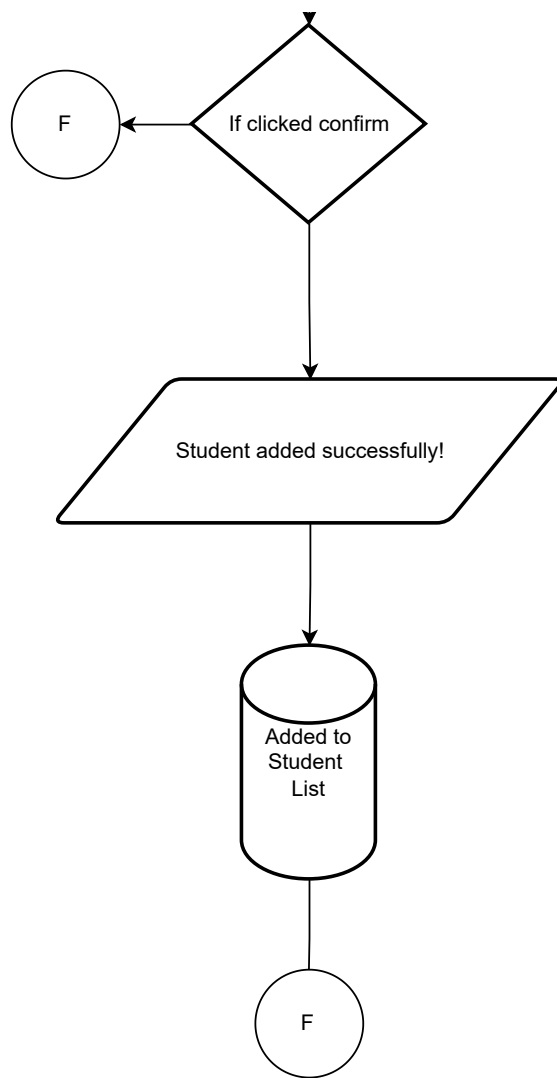 F
If clicked confirm
Student added successfully!
Added to
Student
List
F